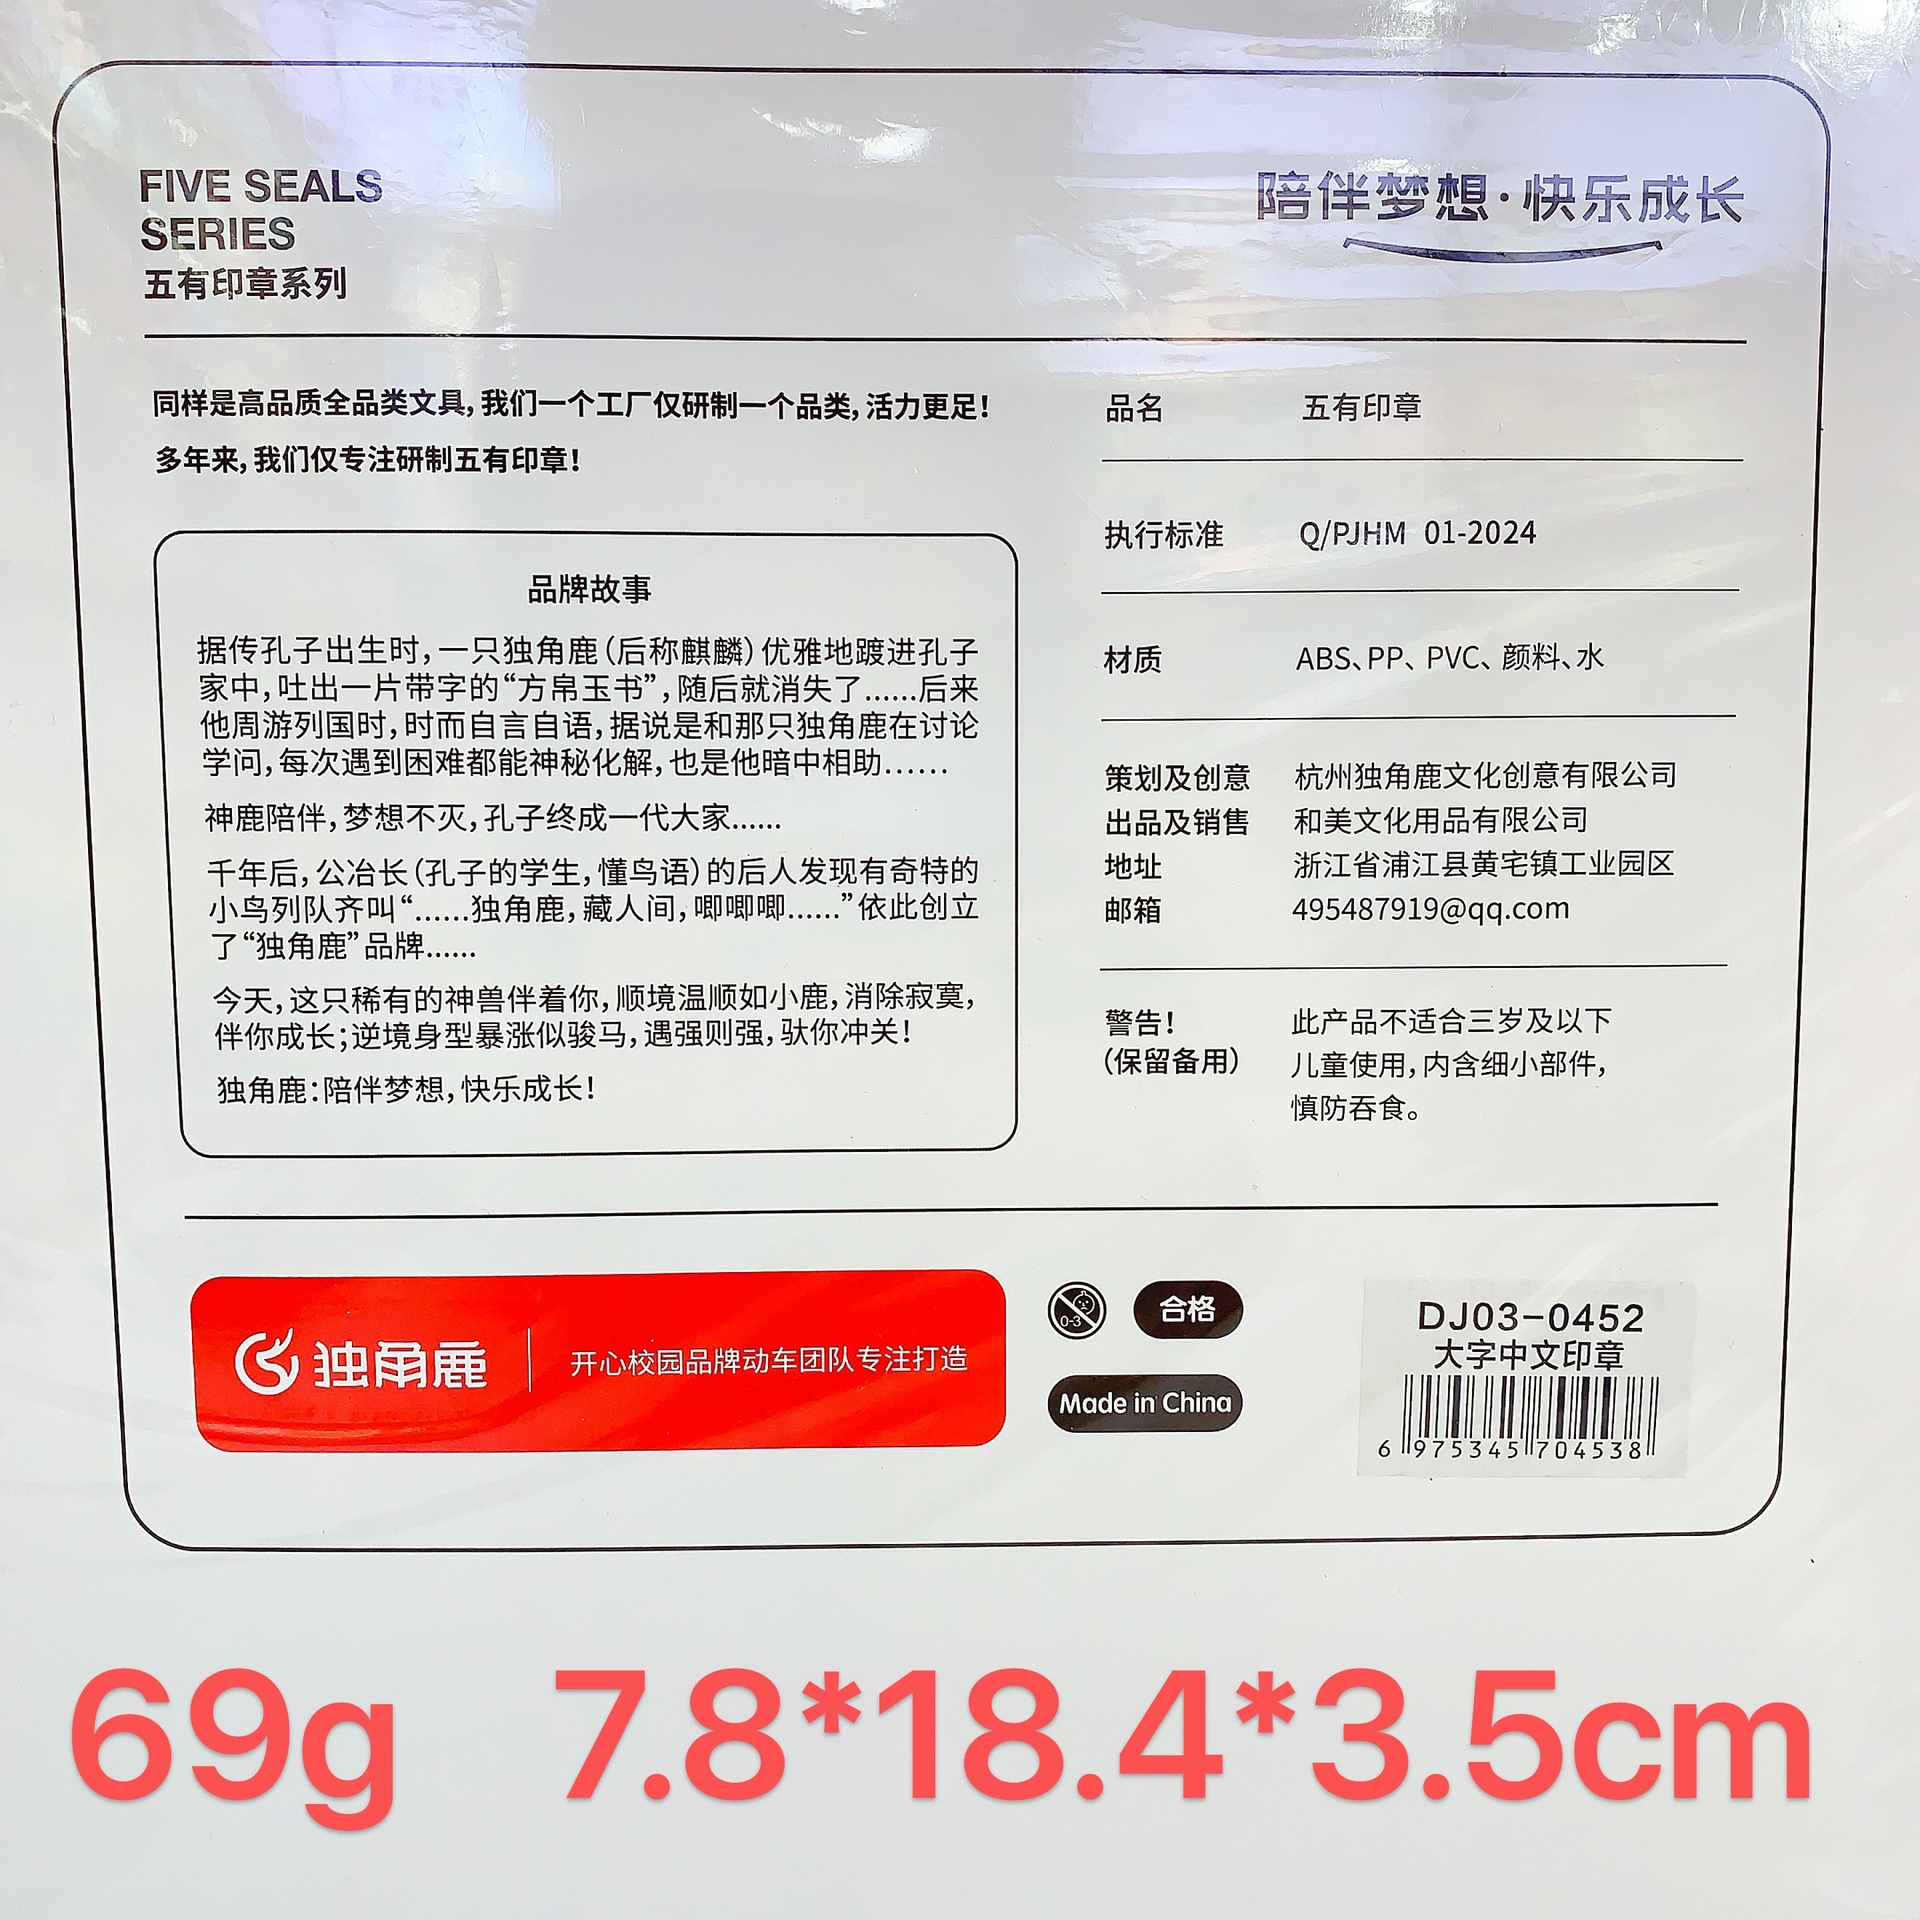 FIVE SEALS
SERIES
五有印章系列
陪伴梦想·快乐成长
同样是高品质全品类文具，我们一个工厂仅研制一个品类，活力更足！
多年来，我们仅专注研制五有印章！
品牌故事
据传孔子出生时，一只独角鹿（后称麒麟）优雅地踱进孔子
家中，吐出一片带字的“方帛玉书”，随后就消失了......后来
他周游列国时，时而自言自语，据说是和那只独角鹿在讨论
学问，每次遇到困难都能神秘化解，也是他暗中相助......
神鹿陪伴，梦想不灭，孔子终成一代大家......
千年后，公冶长（孔子的学生，懂鸟语）的后人发现有奇特的
小鸟列队齐叫“......独角鹿，藏人间，唧唧唧......”依此创立
了“独角鹿”品牌......
今天，这只稀有的神兽伴着你，顺境温顺如小鹿，消除寂寞，
伴你成长；逆境身型暴涨似骏马，遇强则强，驮你冲关！
独角鹿：陪伴梦想，快乐成长！
品名 五有印章
执行标准 Q/PJHM 01-2024
材质 ABS、PP、PVC、颜料、水
策划及创意 杭州独角鹿文化创意有限公司
出品及销售 和美文化用品有限公司
地址 浙江省浦江县黄宅镇工业园区
邮箱 495487919@qq.com
警告！ 此产品不适合三岁及以下
（保留备用） 儿童使用，内含细小部件，
慎防吞食。
独角鹿 开心校园品牌动车团队专注打造
0-3
合格
Made in China
DJ03-0452
大字中文印章
6 975345 704538
69g 7.8*18.4*3.5cm